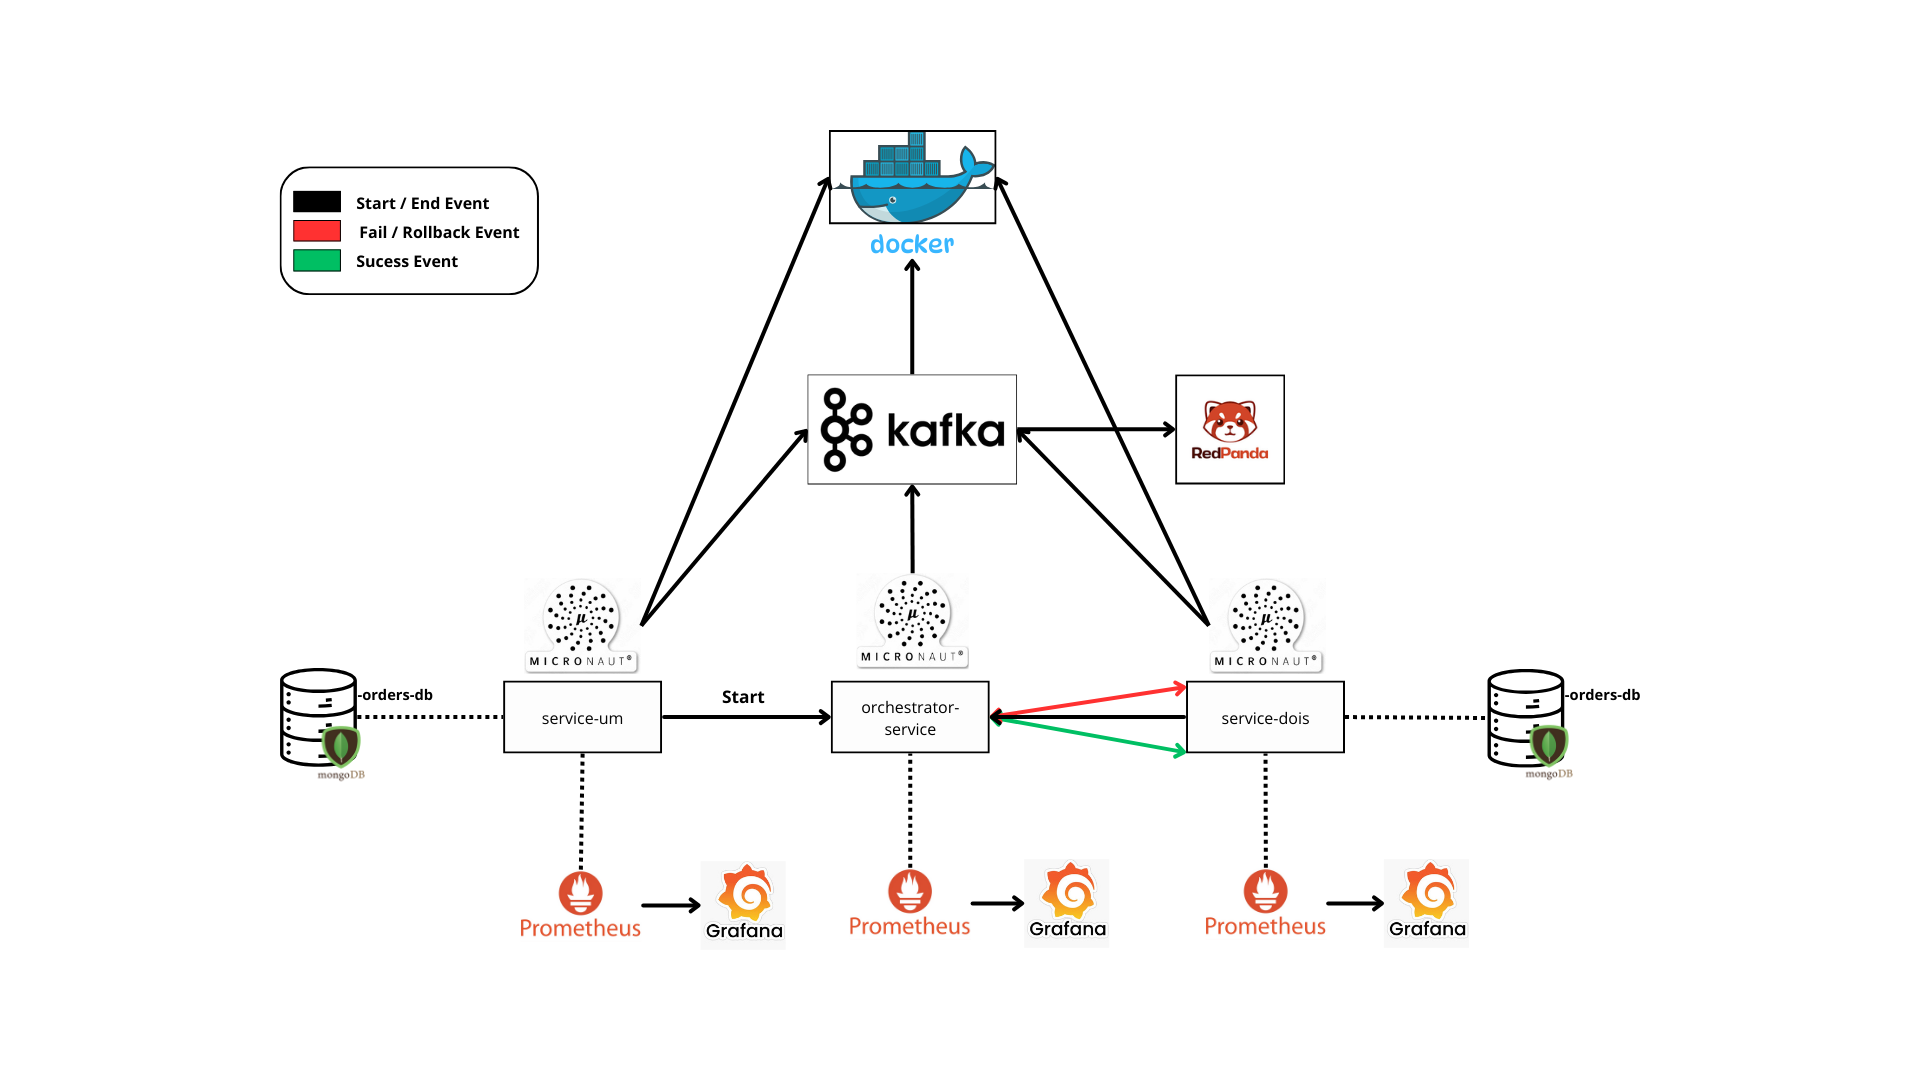 Start / End Event
Fail / Rollback Event
Sucess Event
docker
kafka
RedPanda
µ
MICRONAUT®
µ
MICRONAUT®
µ
MICRONAUT®
-orders-db
mongoDB
service-um
Start
orchestrator-
service
service-dois
-orders-db
mongoDB
Prometheus
Grafana
Prometheus
Grafana
Prometheus
Grafana